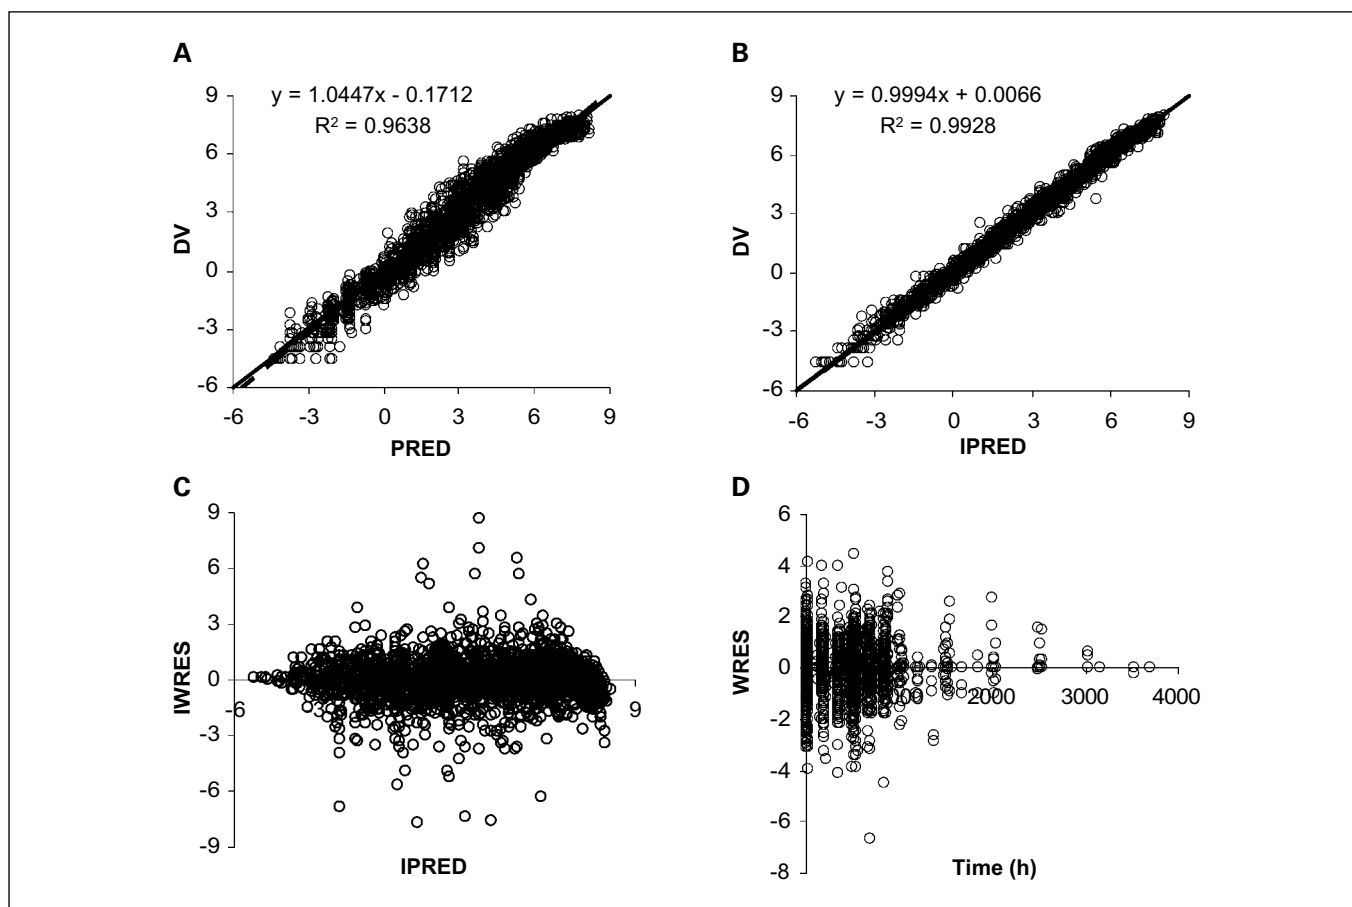 A
y = 1.0447x - 0.1712
R² = 0.9638
9
6
3
0
-3
-6
DV
-6 -3 0 3 6 9
PRED
B
y = 0.9994x + 0.0066
R² = 0.9928
9
6
3
0
-3
-6
DV
-6 -3 0 3 6 9
IPRED
C
9
6
3
0
-3
-6
-9
IWRES
-6 9
IPRED
D
6
4
2
0
-2
-4
-6
-8
WRES
2000 3000 4000
Time (h)